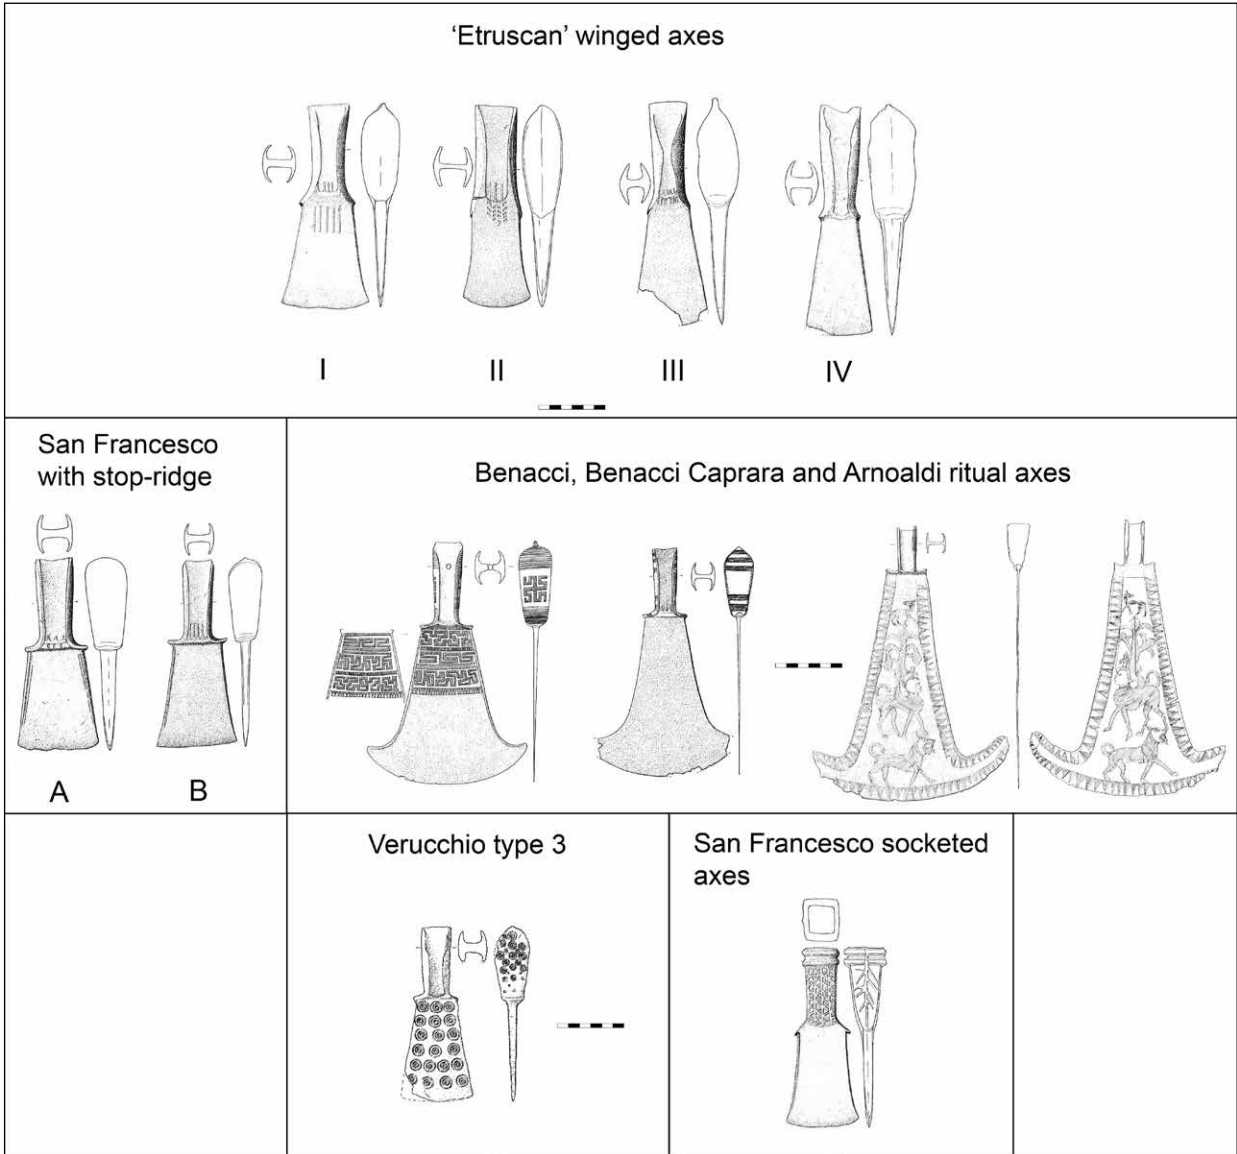 ‘Etruscan’ winged axes
I II III IV
San Francesco
with stop-ridge
A B
Benacci, Benacci Caprara and Arnoaldi ritual axes
Verucchio type 3
San Francesco socketed
axes